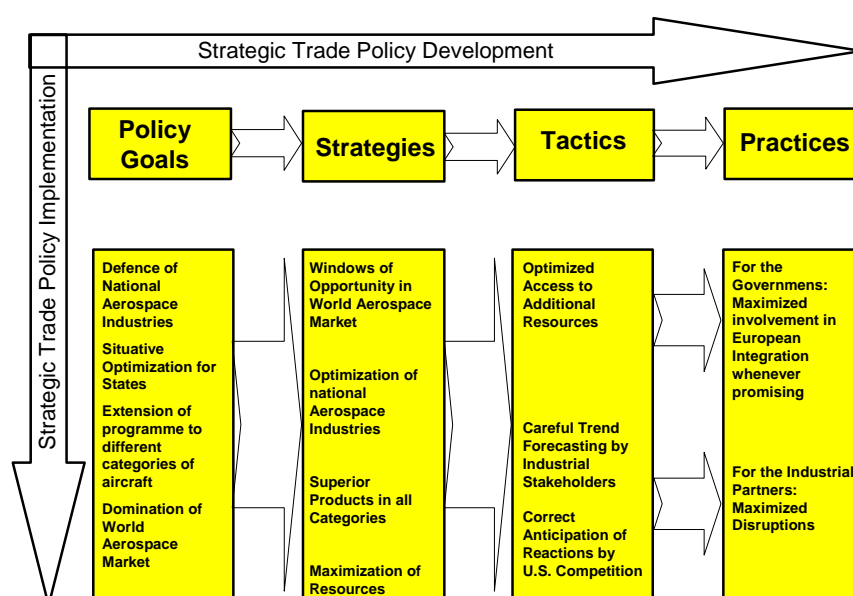 Strategic Trade Policy Development
Strategic Trade Policy Implementation
Policy
Goals
Strategies
Tactics
Practices
Defence of
National
Aerospace
Industries
Situative
Optimization for
States
Extension of
programme to
different
categories of
aircraft
Domination of
World
Aerospace
Market
Windows of
Opportunity in
World Aerospace
Market
Optimization of
national
Aerospace
Industries
Superior
Products in all
Categories
Maximization of
Resources
Optimized
Access to
Additional
Resources
Careful Trend
Forecasting by
Industrial
Stakeholders
Correct
Anticipation of
Reactions by
U.S. Competition
For the
Governmens:
Maximized
involvement in
European
Integration
whenever
promising
For the Industrial
Partners:
Maximized
Disruptions